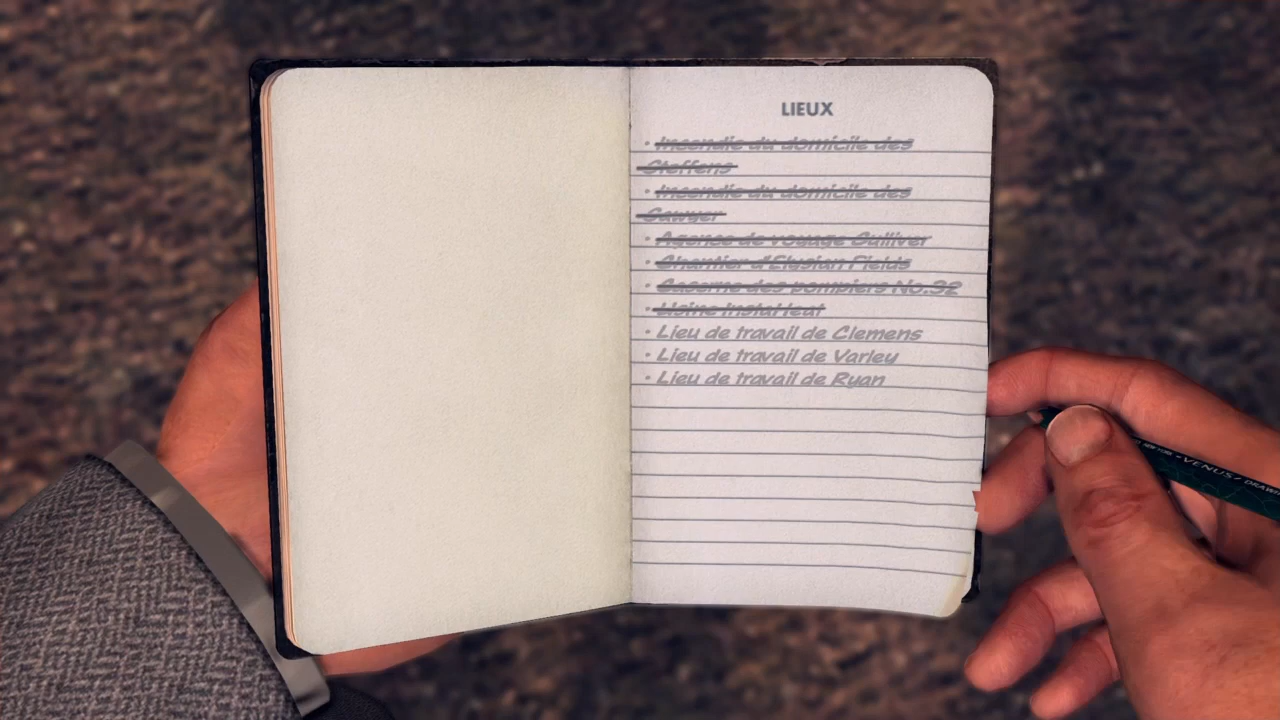 LIEUX
• Incendie du domicile des
Steffens
• Incendie du domicile des
Sawyer
• Agence de voyage Gulliver
• Chantier d'Elysian Fields
• Caserne des pompiers No.32
• Usine InstaHeat
• Lieu de travail de Clemens
• Lieu de travail de Varley
• Lieu de travail de Ryan
VENUS